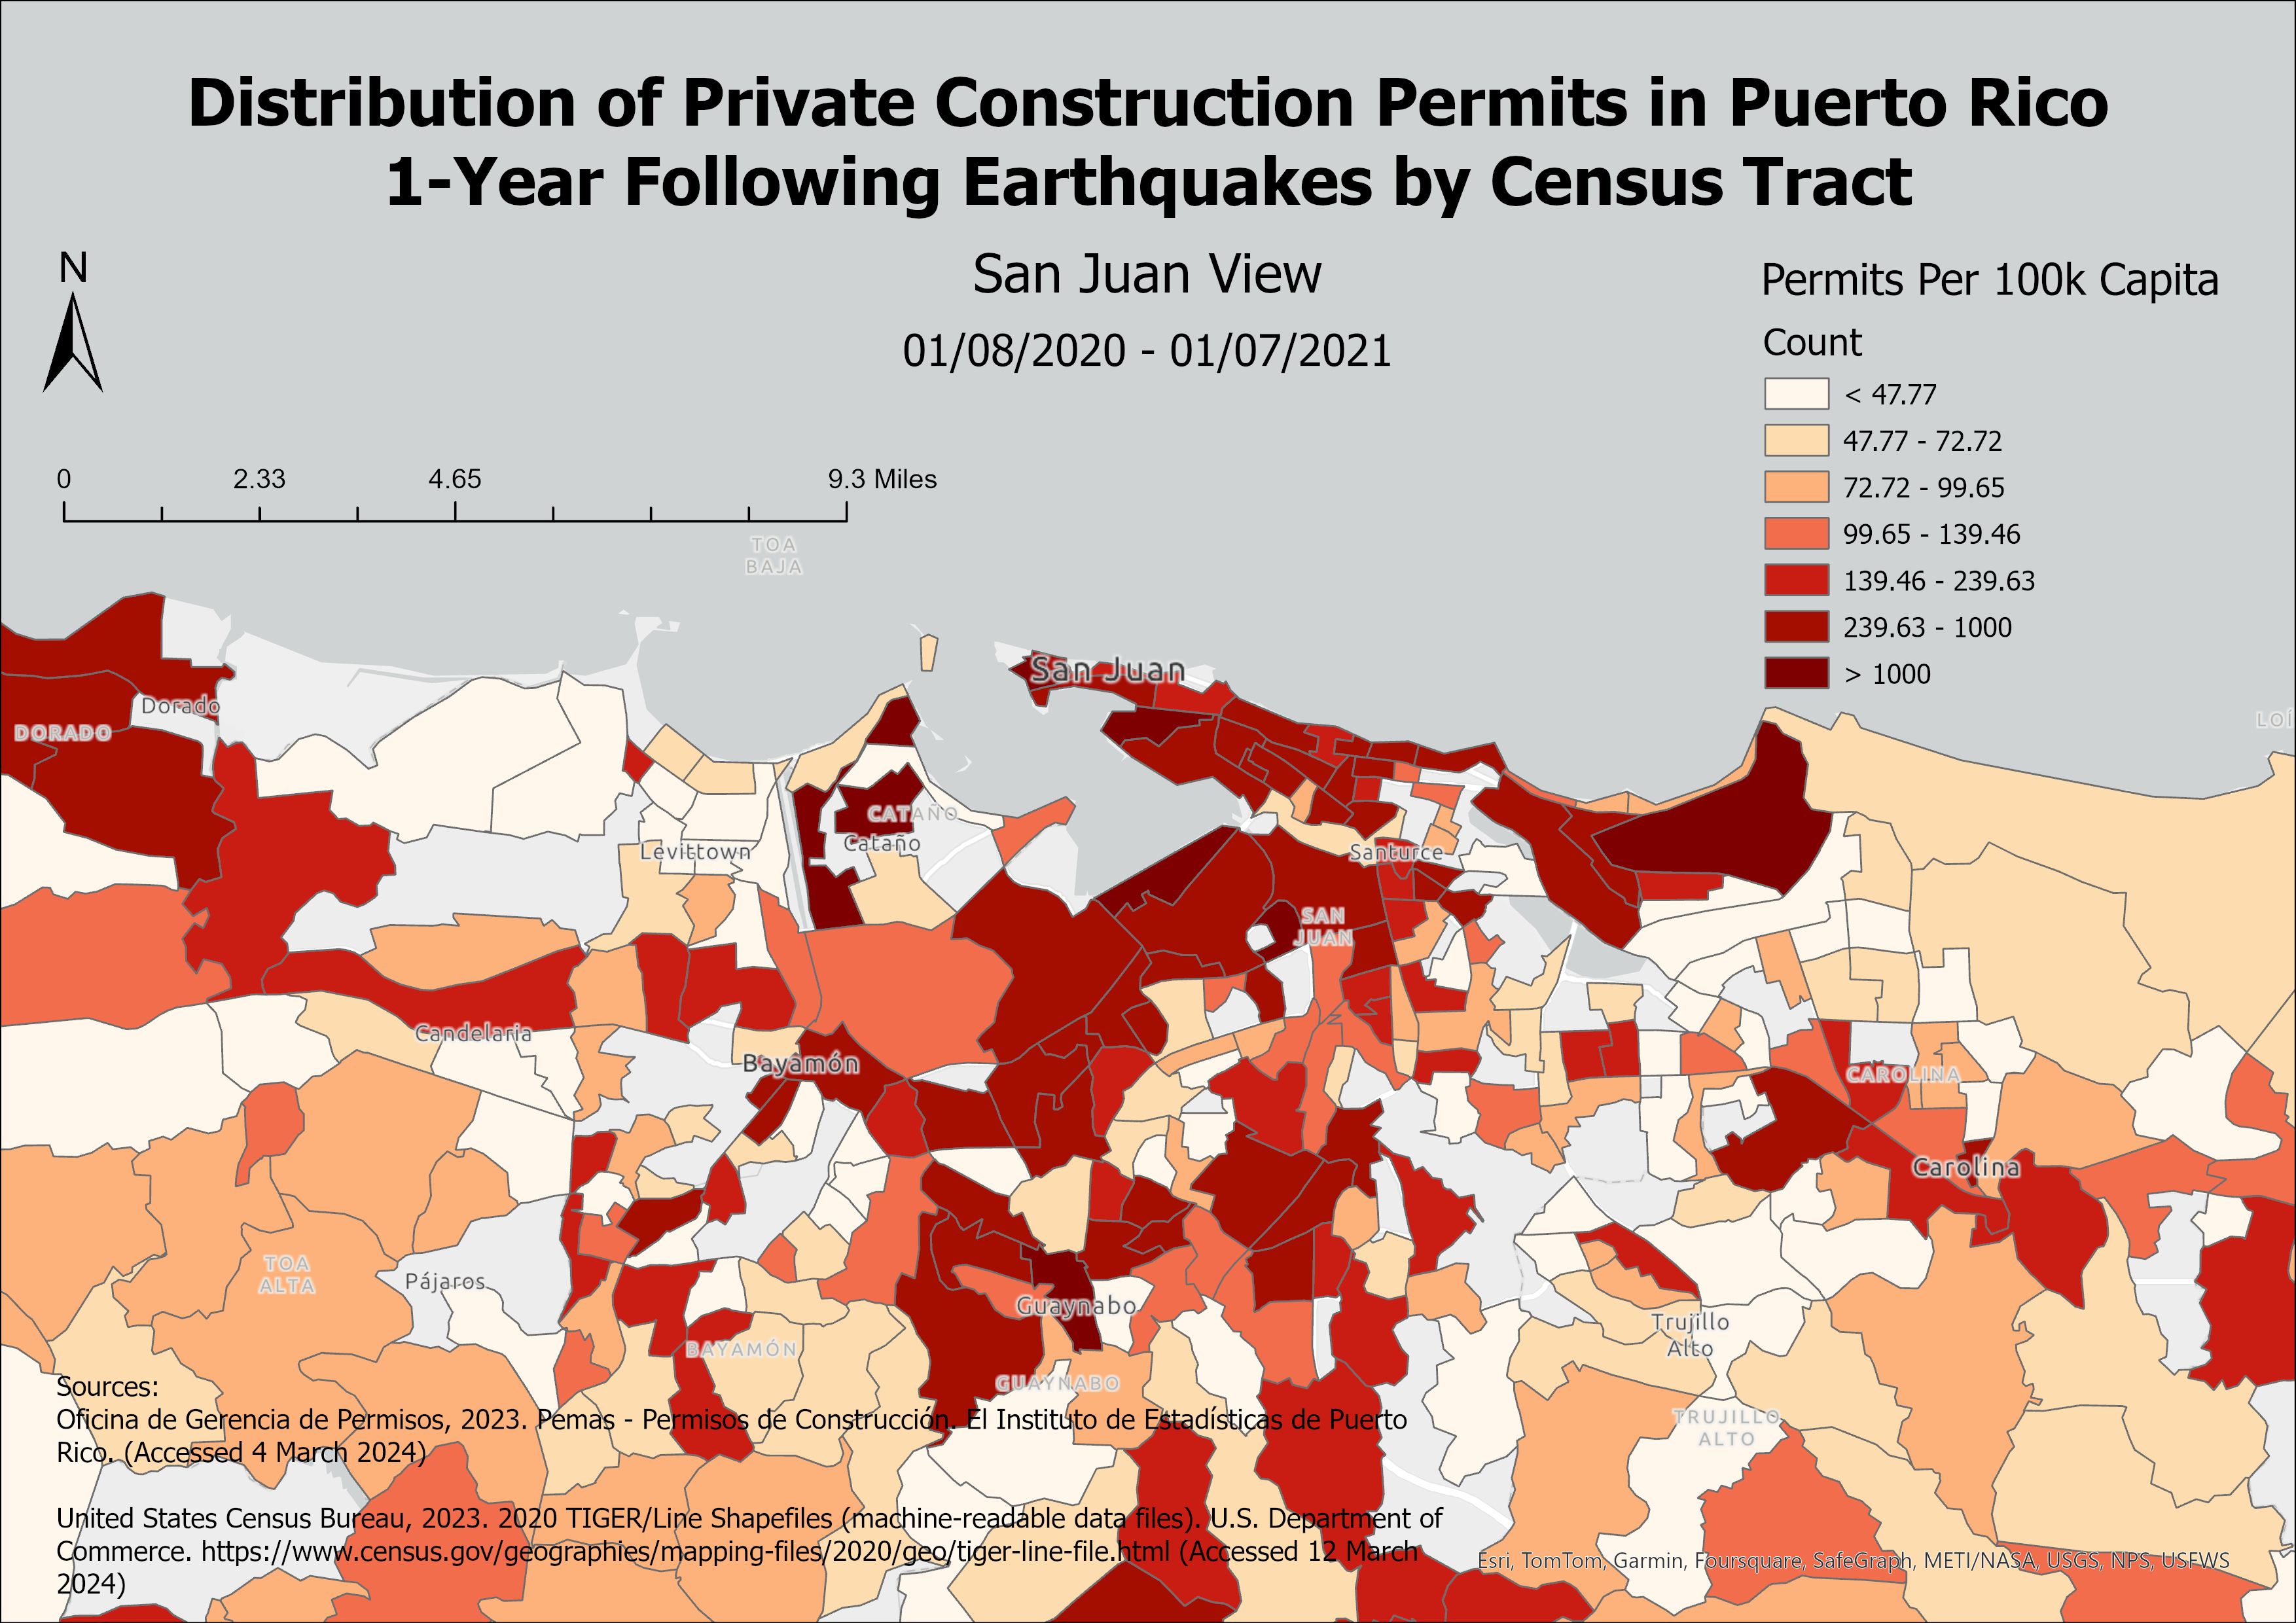 Distribution of Private Construction Permits in Puerto Rico
1-Year Following Earthquakes by Census Tract
San Juan View
01/08/2020 - 01/07/2021
N
Permits Per 100k Capita
Count
< 47.77
47.77 - 72.72
72.72 - 99.65
99.65 - 139.46
139.46 - 239.63
239.63 - 1000
> 1000
0 2.33 4.65 9.3 Miles
TOA
BAJA
San Juan
Dorado
DORADO
LOÍ
CATAÑO
Cataño
Levittown
Santurce
SAN
JUAN
Candelaria
Bayamón
CAROLINA
Carolina
TOA
ALTA
Pájaros
Guaynabo
Trujillo
Alto
BAYAMÓN
GUAYNABO
TRUJILLO
ALTO
Sources:
Oficina de Gerencia de Permisos, 2023. Pemas - Permisos de Construcción. El Instituto de Estadísticas de Puerto
Rico. (Accessed 4 March 2024)
United States Census Bureau, 2023. 2020 TIGER/Line Shapefiles (machine-readable data files). U.S. Department of
Commerce. https://www.census.gov/geographies/mapping-files/2020/geo/tiger-line-file.html (Accessed 12 March
2024)
Esri, TomTom, Garmin, Foursquare, SafeGraph, METI/NASA, USGS, NPS, USFWS